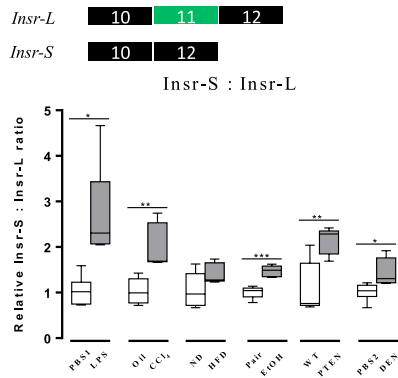 Insr-L 10 11 12
Insr-S 10 12
Insr-S : Insr-L
Relative Insr-S : Insr-L ratio
5
4
3
2
1
0
* ** *** ** *
PBS1 LPS Oil CCl₄ ND HFD Pair EtOH WT PTEN PBS2 DEN